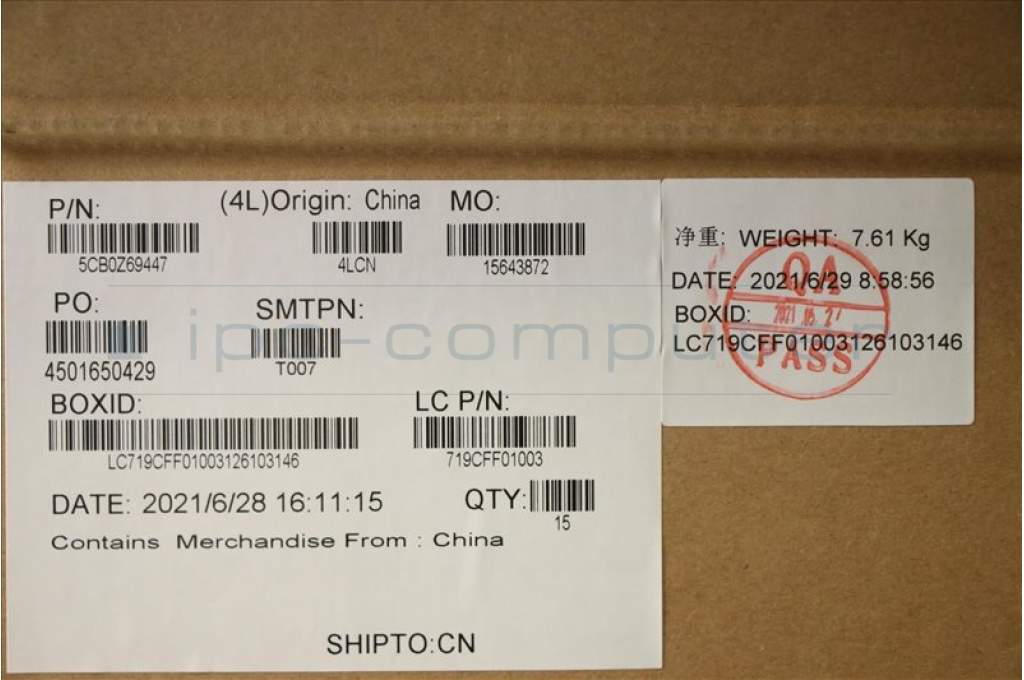 P/N:
5CB0Z69447
(4L)Origin: China
4LCN
MO:
15643872
PO:
4501650429
SMTPN:
T007
BOXID:
LC719CFF01003126103146
LC P/N:
719CFF01003
DATE: 2021/6/28 16:11:15
QTY:
15
Contains Merchandise From : China
SHIPTO:CN
净重: WEIGHT: 7.61 Kg
DATE: 2021/6/29 8:58:56
BOXID:
LC719CFF01003126103146
QA
PASS
ipc-computer